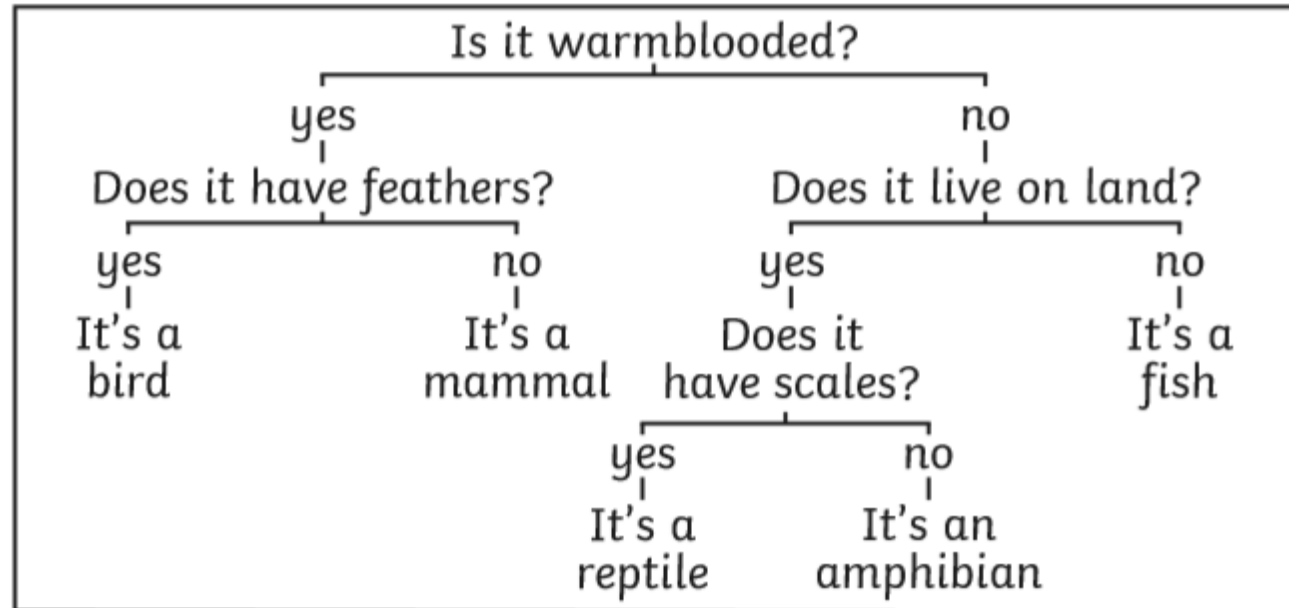 Is it warmblooded?
yes
no
Does it have feathers?
Does it live on land?
yes
no
yes
no
It's a
bird
It's a
mammal
Does it
have scales?
It's a
fish
yes
no
It's a
reptile
It's an
amphibian